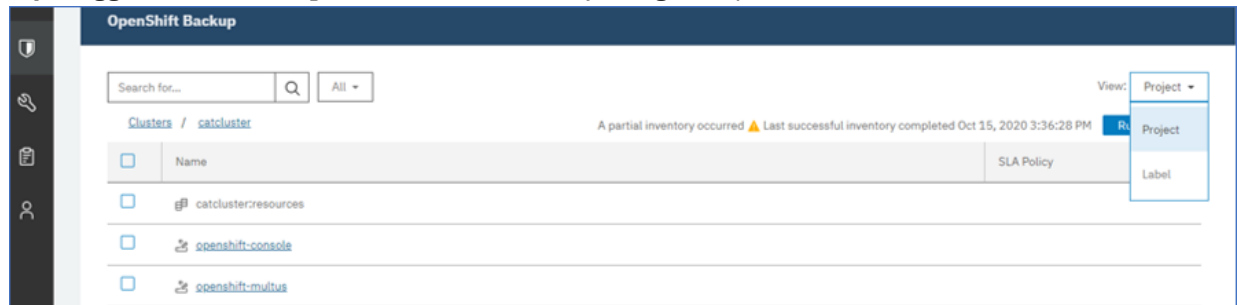 OpenShift Backup
Search for...
All
View:
Project
Clusters / catcluster
A partial inventory occurred Last successful inventory completed Oct 15, 2020 3:36:28 PM
Project
Label
Name
SLA Policy
catcluster:resources
openshift-console
openshift-multus